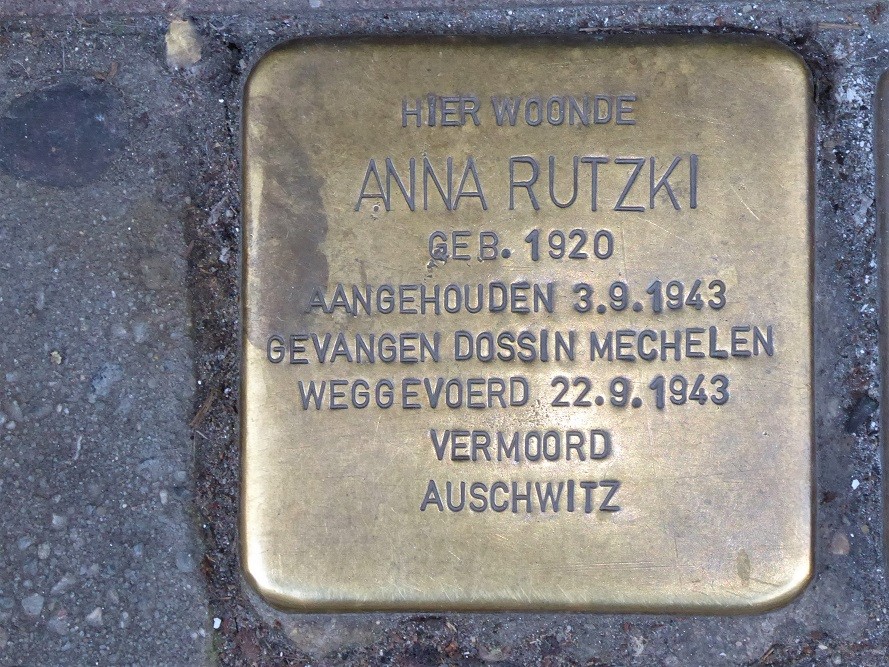 HIER WOONDE
ANNA RUTZKI
GEB. 1920
AANGEHOUDEN 3.9.1943
GEVANGEN DOSSIN MECHELEN
WEGGEVOERD 22.9.1943
VERMOORD
AUSCHWITZ